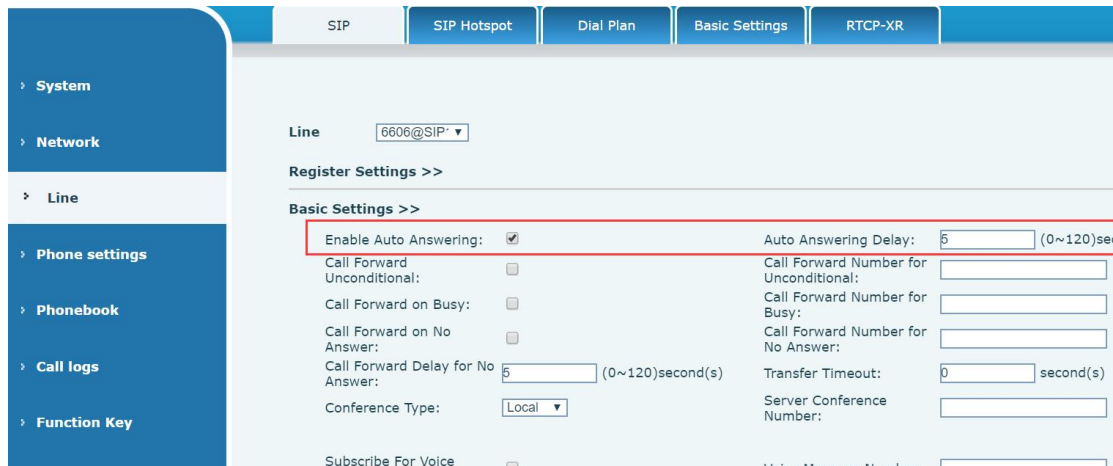 SIP
SIP Hotspot
Dial Plan
Basic Settings
RTCP-XR
› System
› Network
Line
› Phone settings
› Phonebook
› Call logs
› Function Key
Line 6606@SIP
Register Settings >>
Basic Settings >>
Enable Auto Answering:
Auto Answering Delay: 5 (0~120)sec
Call Forward
Unconditional:
Call Forward Number for
Unconditional:
Call Forward on Busy:
Call Forward Number for
Busy:
Call Forward on No
Answer:
Call Forward Number for
No Answer:
Call Forward Delay for No
Answer:
5 (0~120)second(s)
Transfer Timeout: 0 second(s)
Conference Type: Local
Server Conference
Number:
Subscribe For Voice